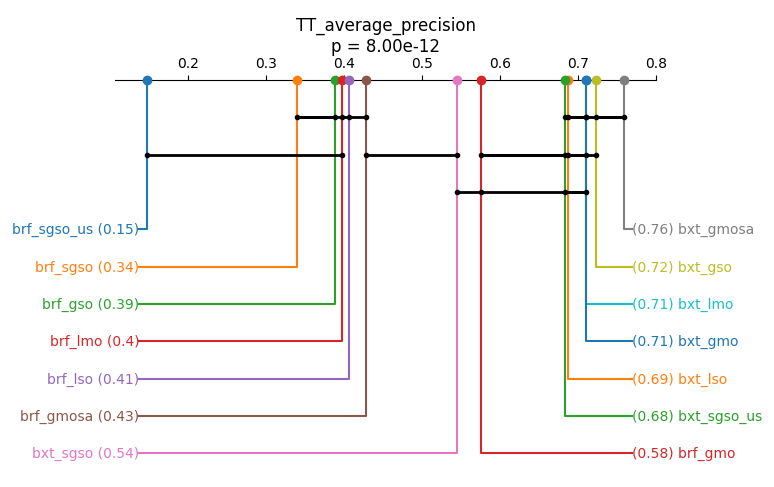 TT_average_precision
p = 8.00e-12
0.2 0.3 0.4 0.5 0.6 0.7 0.8
brf_sgso_us (0.15) (0.76) bxt_gmosa
brf_sgso (0.34) (0.72) bxt_gso
brf_gso (0.39) (0.71) bxt_lmo
brf_lmo (0.4) (0.71) bxt_gmo
brf_lso (0.41) (0.69) bxt_lso
brf_gmosa (0.43) (0.68) bxt_sgso_us
bxt_sgso (0.54) (0.58) brf_gmo